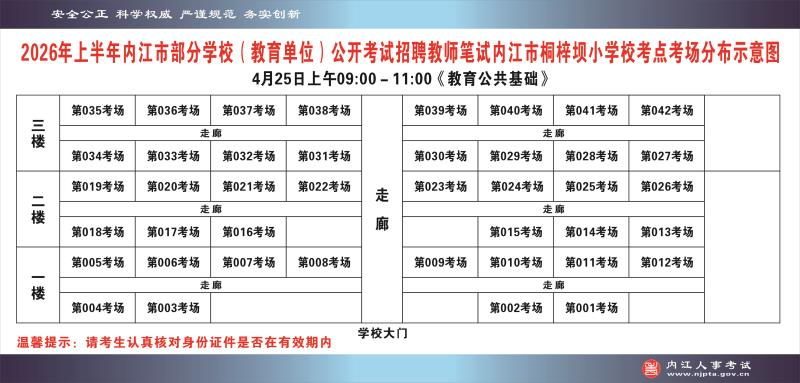 安全公正 科学权威 严谨规范 务实创新
2026年上半年内江市部分学校（教育单位）公开考试招聘教师笔试内江市桐梓坝小学校考点考场分布示意图
4月25日上午09:00－11:00《教育公共基础》
三楼
第035考场 第036考场 第037考场 第038考场 第039考场 第040考场 第041考场 第042考场
走廊 走廊
第034考场 第033考场 第032考场 第031考场 第030考场 第029考场 第028考场 第027考场
二楼
第019考场 第020考场 第021考场 第022考场 第023考场 第024考场 第025考场 第026考场
走廊 走廊
第018考场 第017考场 第016考场 第015考场 第014考场 第013考场
走廊
一楼
第005考场 第006考场 第007考场 第008考场 第009考场 第010考场 第011考场 第012考场
走廊 走廊
第004考场 第003考场 第002考场 第001考场
学校大门
温馨提示：请考生认真核对身份证件是否在有效期内
内江人事考试
www.njpta.gov.cn